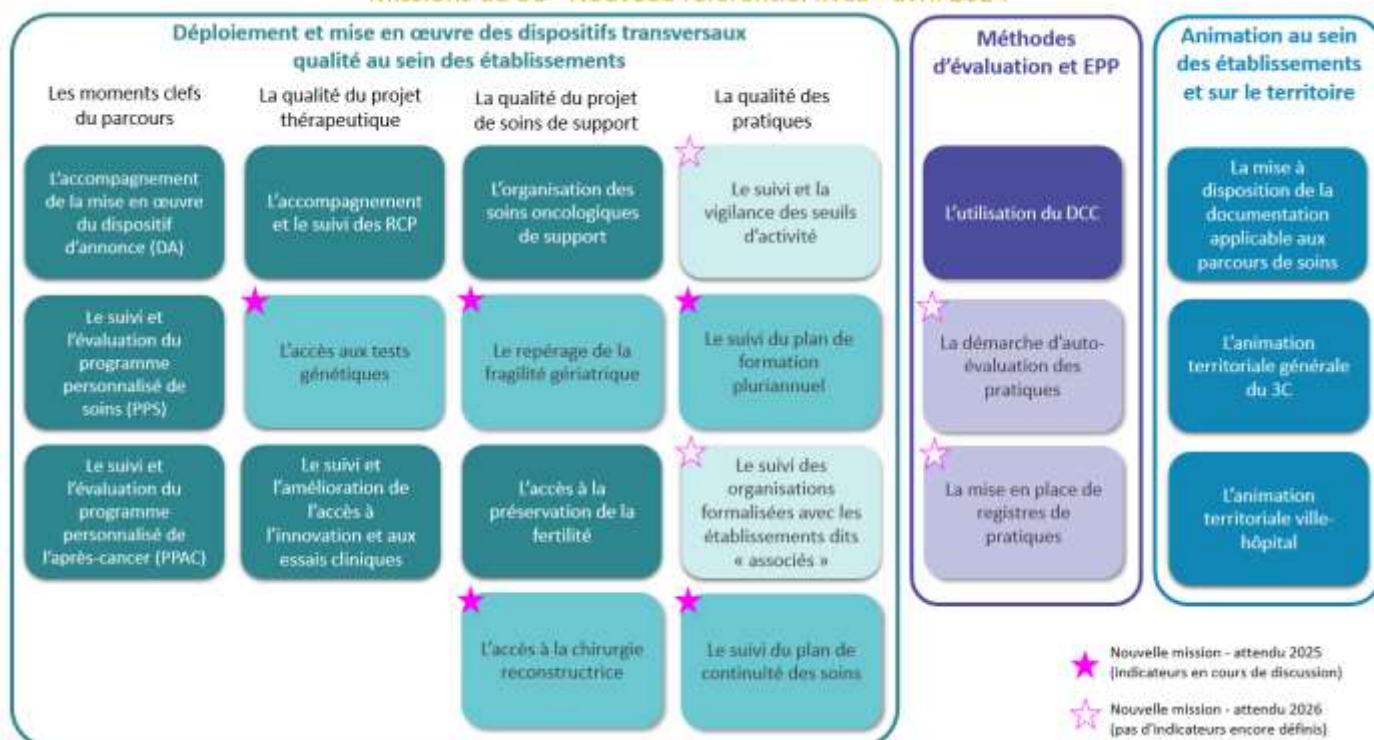 Déploiement et mise en œuvre des dispositifs transversaux
qualité au sein des établissements
Les moments clefs
du parcours
L'accompagnement
de la mise en œuvre
du dispositif
d'annonce (DA)
Le suivi et
l'évaluation du
programme
personnalisé de
soins (PPS)
Le suivi et
l'évaluation du
programme
personnalisé de
l'après-cancer (PPAC)
La qualité du projet
thérapeutique
L'accompagnement
et le suivi des RCP
L'accès aux tests
génétiques
Le suivi et
l'amélioration de
l'accès à
l'innovation et aux
essais cliniques
La qualité du projet
de soins de support
L'organisation des
soins oncologiques
de support
Le repérage de la
fragilité gériatrique
L'accès à la
préservation de la
fertilité
L'accès à la chirurgie
reconstructrice
La qualité des
pratiques
Le suivi et la
vigilance des seuils
d'activité
Le suivi du plan de
formation
pluriannuel
Le suivi des
organisations
formalisées avec les
établissements dits
« associés »
Le suivi du plan de
continuité des soins
Méthodes
d'évaluation et EPP
L'utilisation du DCC
La démarche d'auto-
évaluation des
pratiques
La mise en place de
registres de
pratiques
Animation au sein
des établissements
et sur le territoire
La mise à
disposition de la
documentation
applicable aux
parcours de soins
L'animation
territoriale générale
du 3C
L'animation
territoriale ville-
hôpital
Nouvelle mission - attendu 2025
(indicateurs en cours de discussion)
Nouvelle mission - attendu 2026
(pas d'indicateurs encore définis)